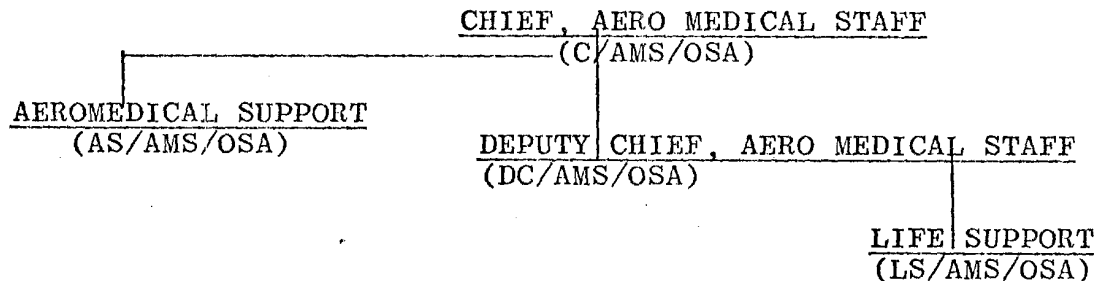 CHIEF, AERO MEDICAL STAFF
(C/AMS/OSA)
AEROMEDICAL SUPPORT
(AS/AMS/OSA)
DEPUTY CHIEF, AERO MEDICAL STAFF
(DC/AMS/OSA)
LIFE SUPPORT
(LS/AMS/OSA)